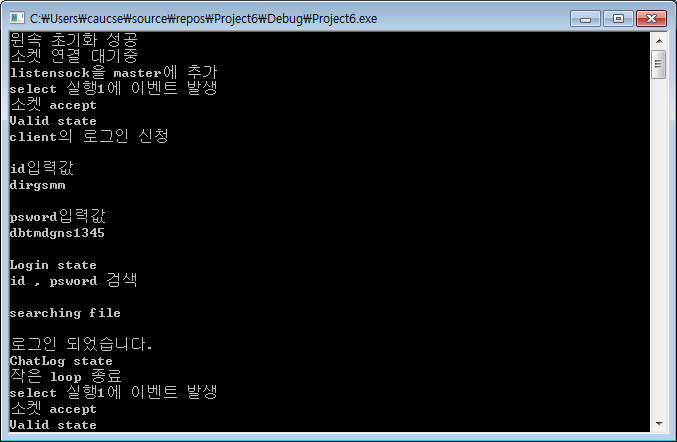 C:₩Users₩caucse₩source₩repos₩Project6₩Debug₩Project6.exe
윈속 초기화 성공
소켓 연결 대기중
listensock을 master에 추가
select 실행1에 이벤트 발생
소켓 accept
Valid state
client의 로그인 신청
id입력값
dirgsmm
psword입력값
dbtmdgns1345
Login state
id , psword 검색
searching file
로그인 되었습니다.
ChatLog state
작은 loop 종료
select 실행1에 이벤트 발생
소켓 accept
Valid state